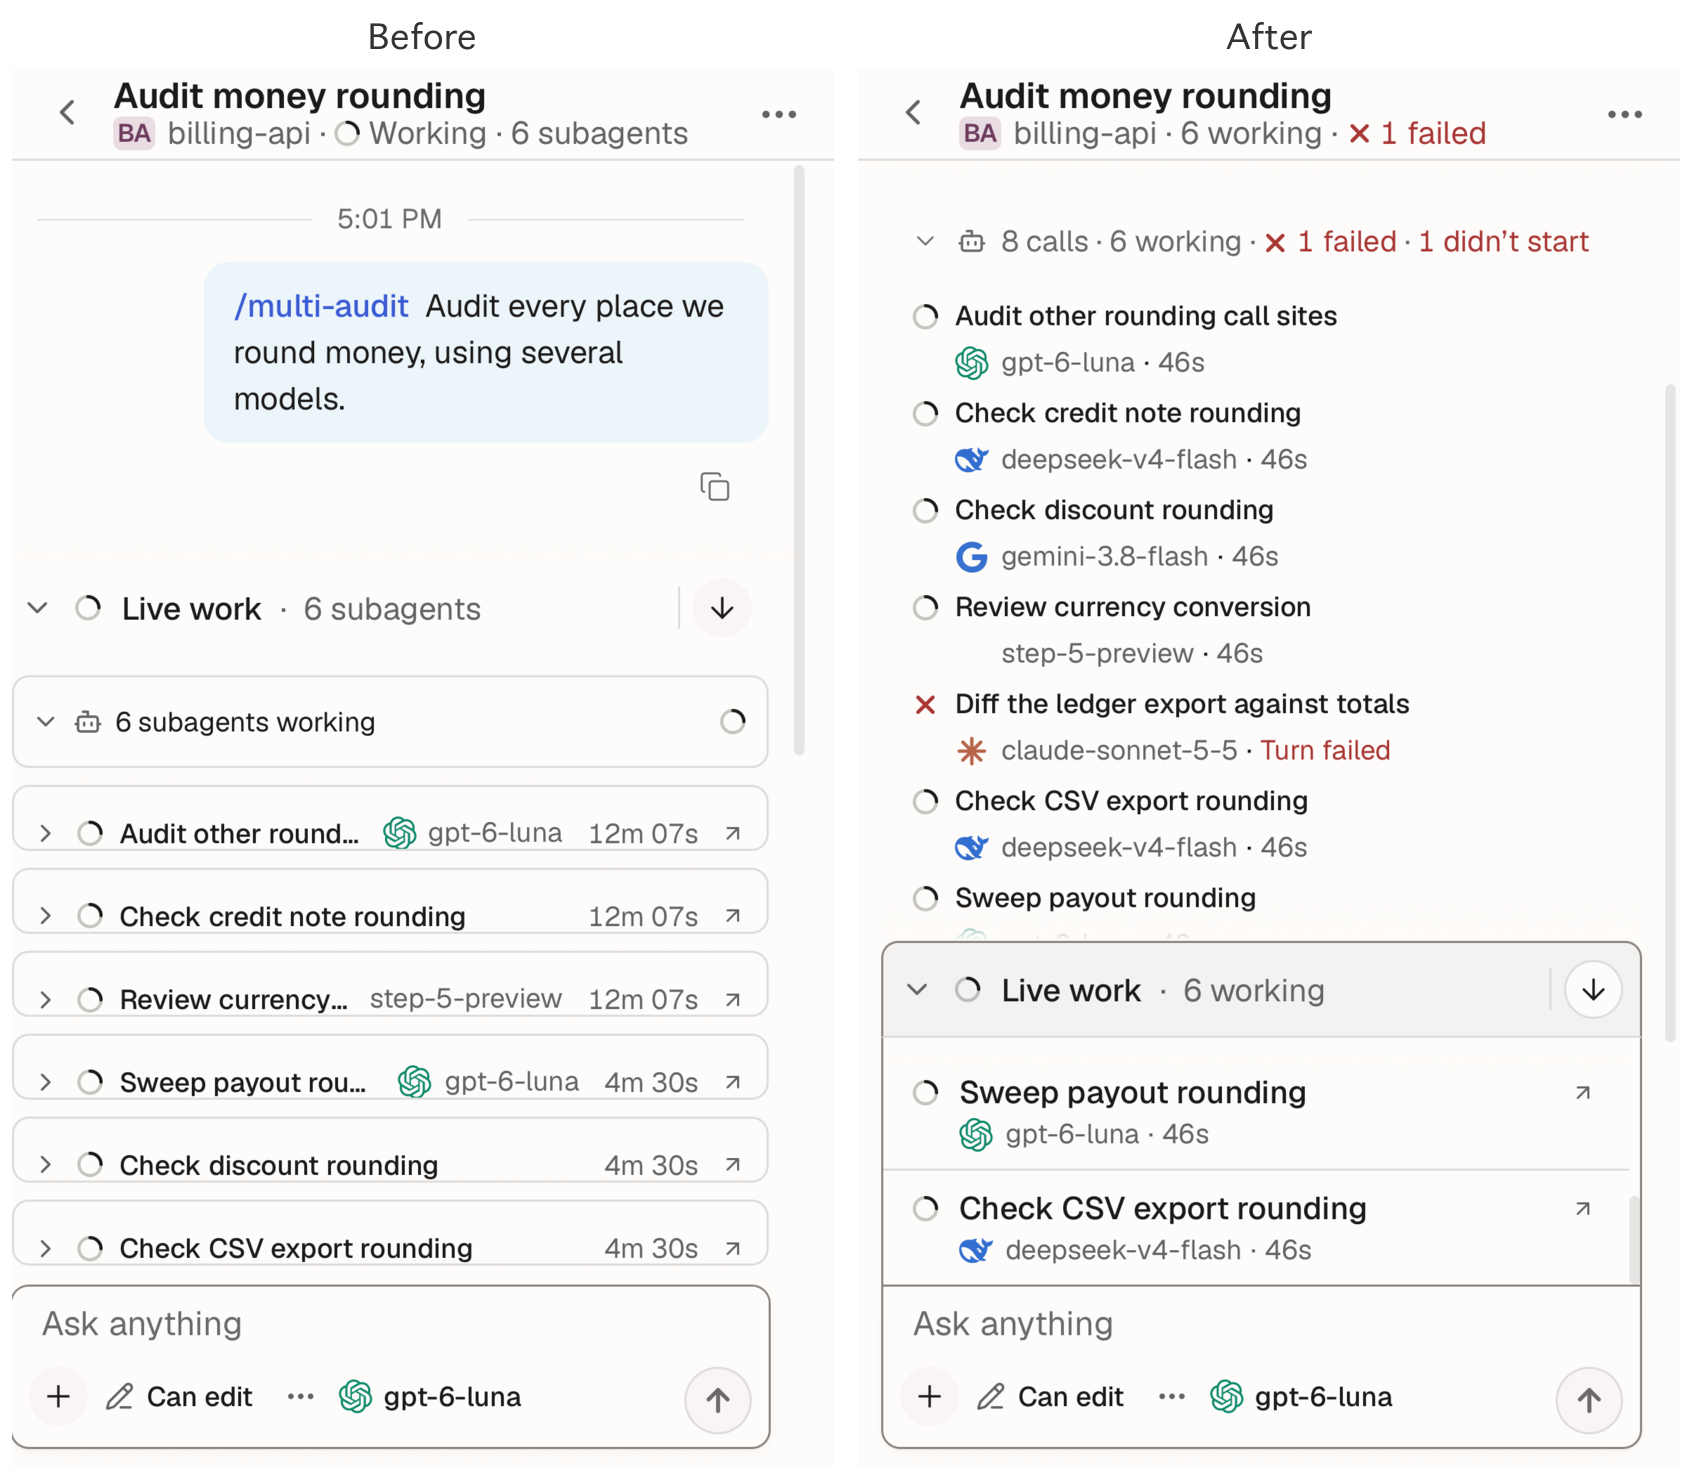 Before
Audit money rounding
BA billing-api · Working · 6 subagents
5:01 PM
/multi-audit Audit every place we
round money, using several
models.
Live work · 6 subagents
6 subagents working
Audit other round... gpt-6-luna 12m 07s
Check credit note rounding 12m 07s
Review currency... step-5-preview 12m 07s
Sweep payout rou... gpt-6-luna 4m 30s
Check discount rounding 4m 30s
Check CSV export rounding 4m 30s
Ask anything
Can edit ··· gpt-6-luna
After
Audit money rounding
BA billing-api · 6 working · × 1 failed
8 calls · 6 working · × 1 failed · 1 didn’t start
Audit other rounding call sites
gpt-6-luna · 46s
Check credit note rounding
deepseek-v4-flash · 46s
Check discount rounding
gemini-3.8-flash · 46s
Review currency conversion
step-5-preview · 46s
Diff the ledger export against totals
claude-sonnet-5-5 · Turn failed
Check CSV export rounding
deepseek-v4-flash · 46s
Sweep payout rounding
Live work · 6 working
Sweep payout rounding
gpt-6-luna · 46s
Check CSV export rounding
deepseek-v4-flash · 46s
Ask anything
Can edit ··· gpt-6-luna